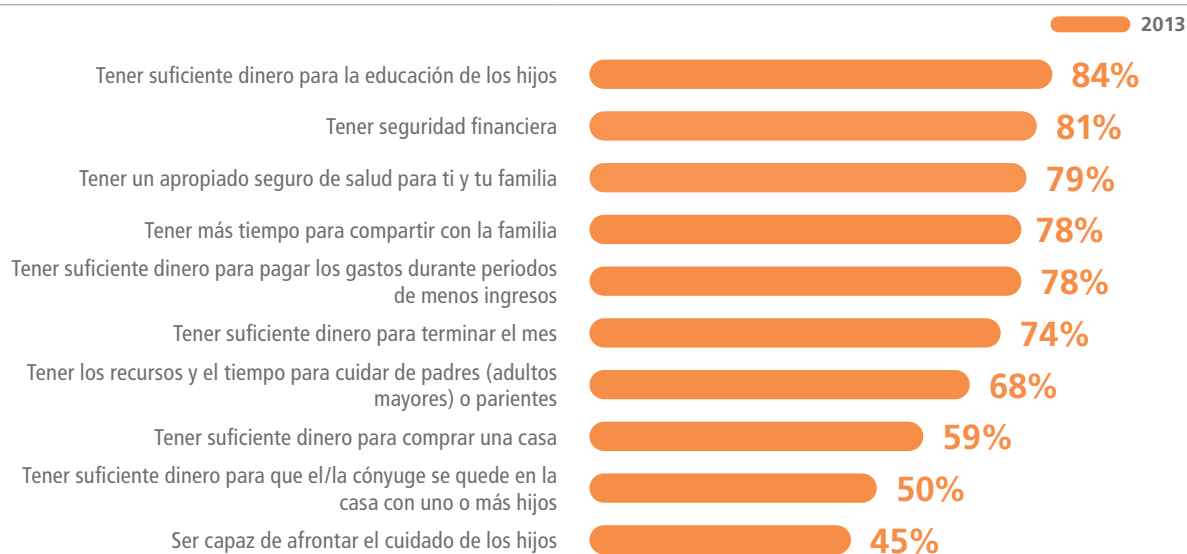 2013
Tener suficiente dinero para la educación de los hijos 84%
Tener seguridad financiera 81%
Tener un apropiado seguro de salud para ti y tu familia 79%
Tener más tiempo para compartir con la familia 78%
Tener suficiente dinero para pagar los gastos durante periodos
de menos ingresos 78%
Tener suficiente dinero para terminar el mes 74%
Tener los recursos y el tiempo para cuidar de padres (adultos
mayores) o parientes 68%
Tener suficiente dinero para comprar una casa 59%
Tener suficiente dinero para que el/la cónyuge se quede en la
casa con uno o más hijos 50%
Ser capaz de afrontar el cuidado de los hijos 45%